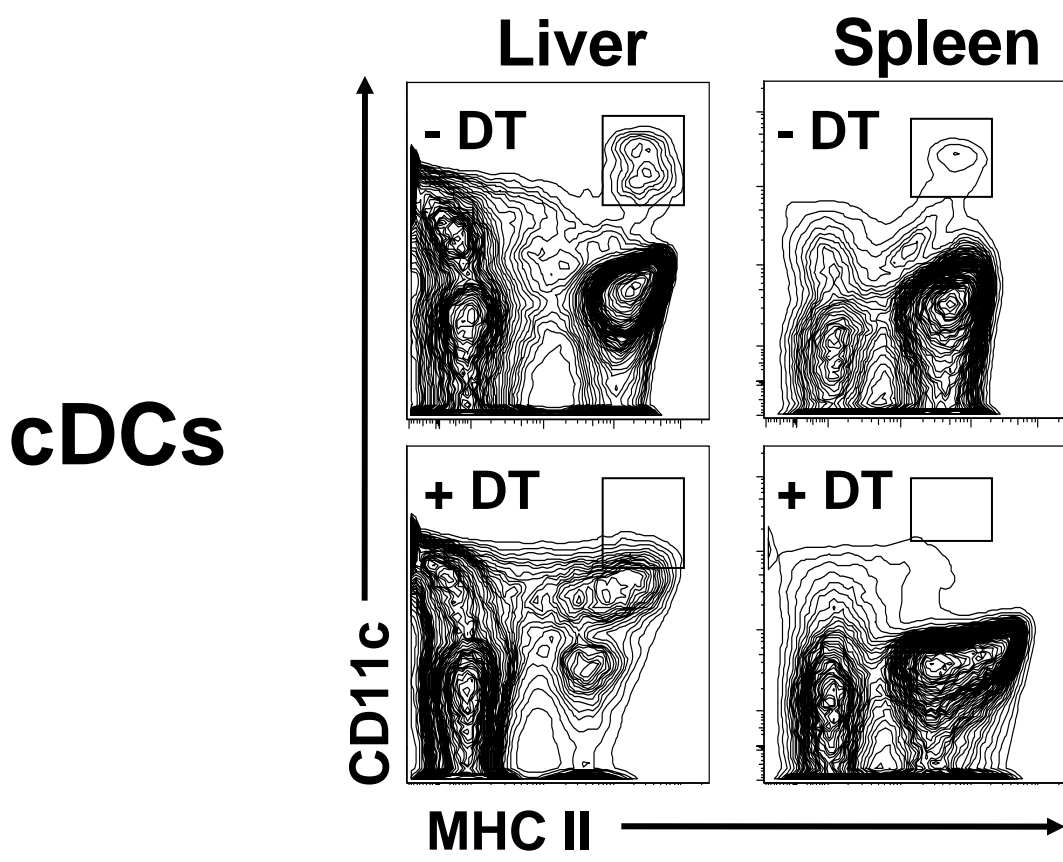 Liver
Spleen
- DT
- DT
cDCs
+ DT
+ DT
CD11c
MHC II